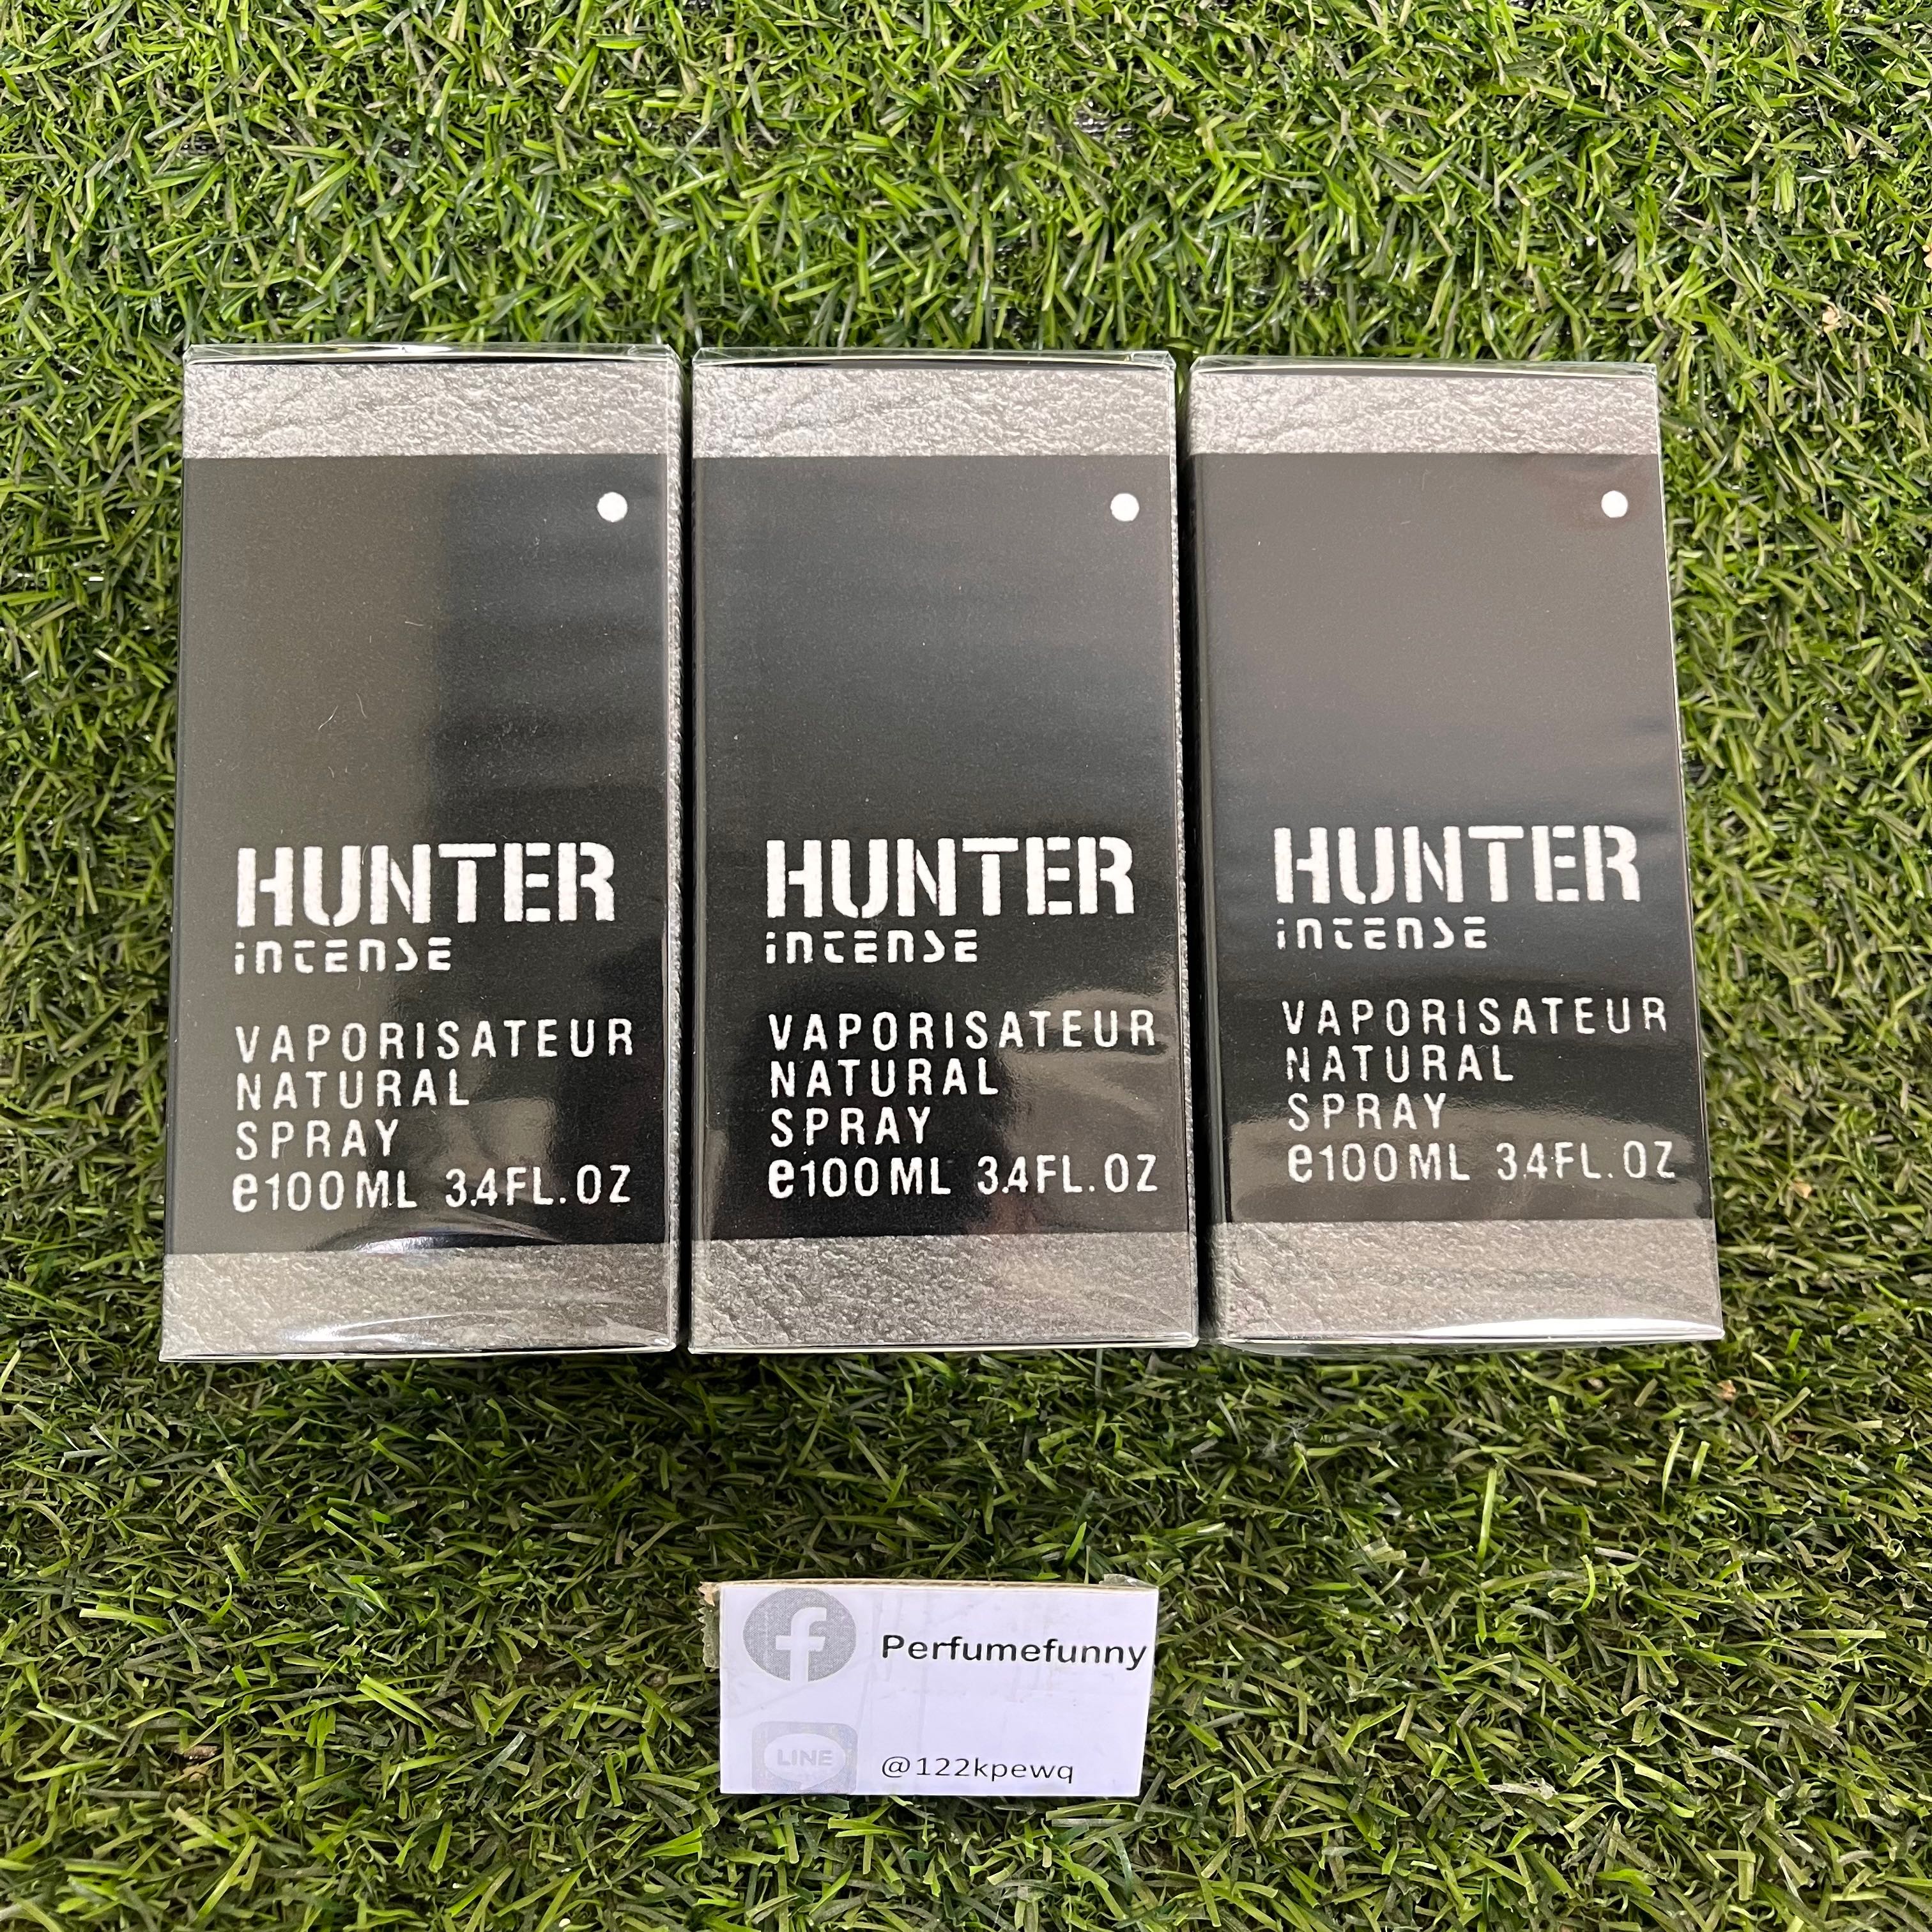 HUNTER
intense
VAPORISATEUR
NATURAL
SPRAY
e100ML 3.4FL.OZ
HUNTER
intense
VAPORISATEUR
NATURAL
SPRAY
e100ML 3.4FL.OZ
HUNTER
intense
VAPORISATEUR
NATURAL
SPRAY
e100ML 3.4FL.OZ
f Perfumefunny
LINE @122kpewq